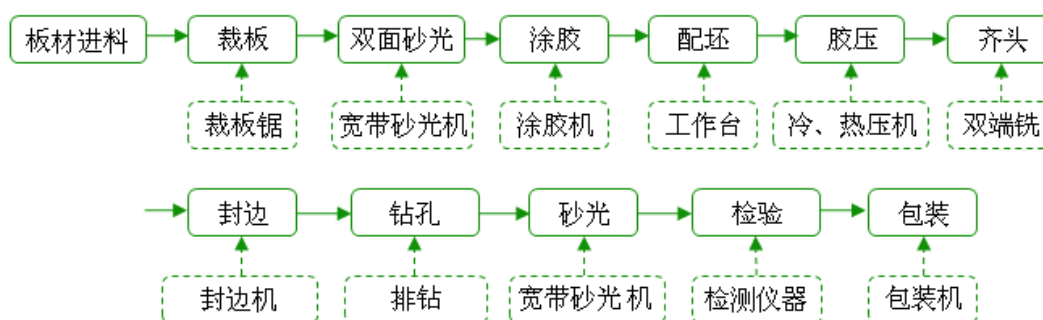 板材进料 裁板 双面砂光 涂胶 配坯 胶压 齐头
裁板锯 宽带砂光机 涂胶机 工作台 冷、热压机 双端铣
封边 钻孔 砂光 检验 包装
封边机 排钻 宽带砂光机 检测仪器 包装机